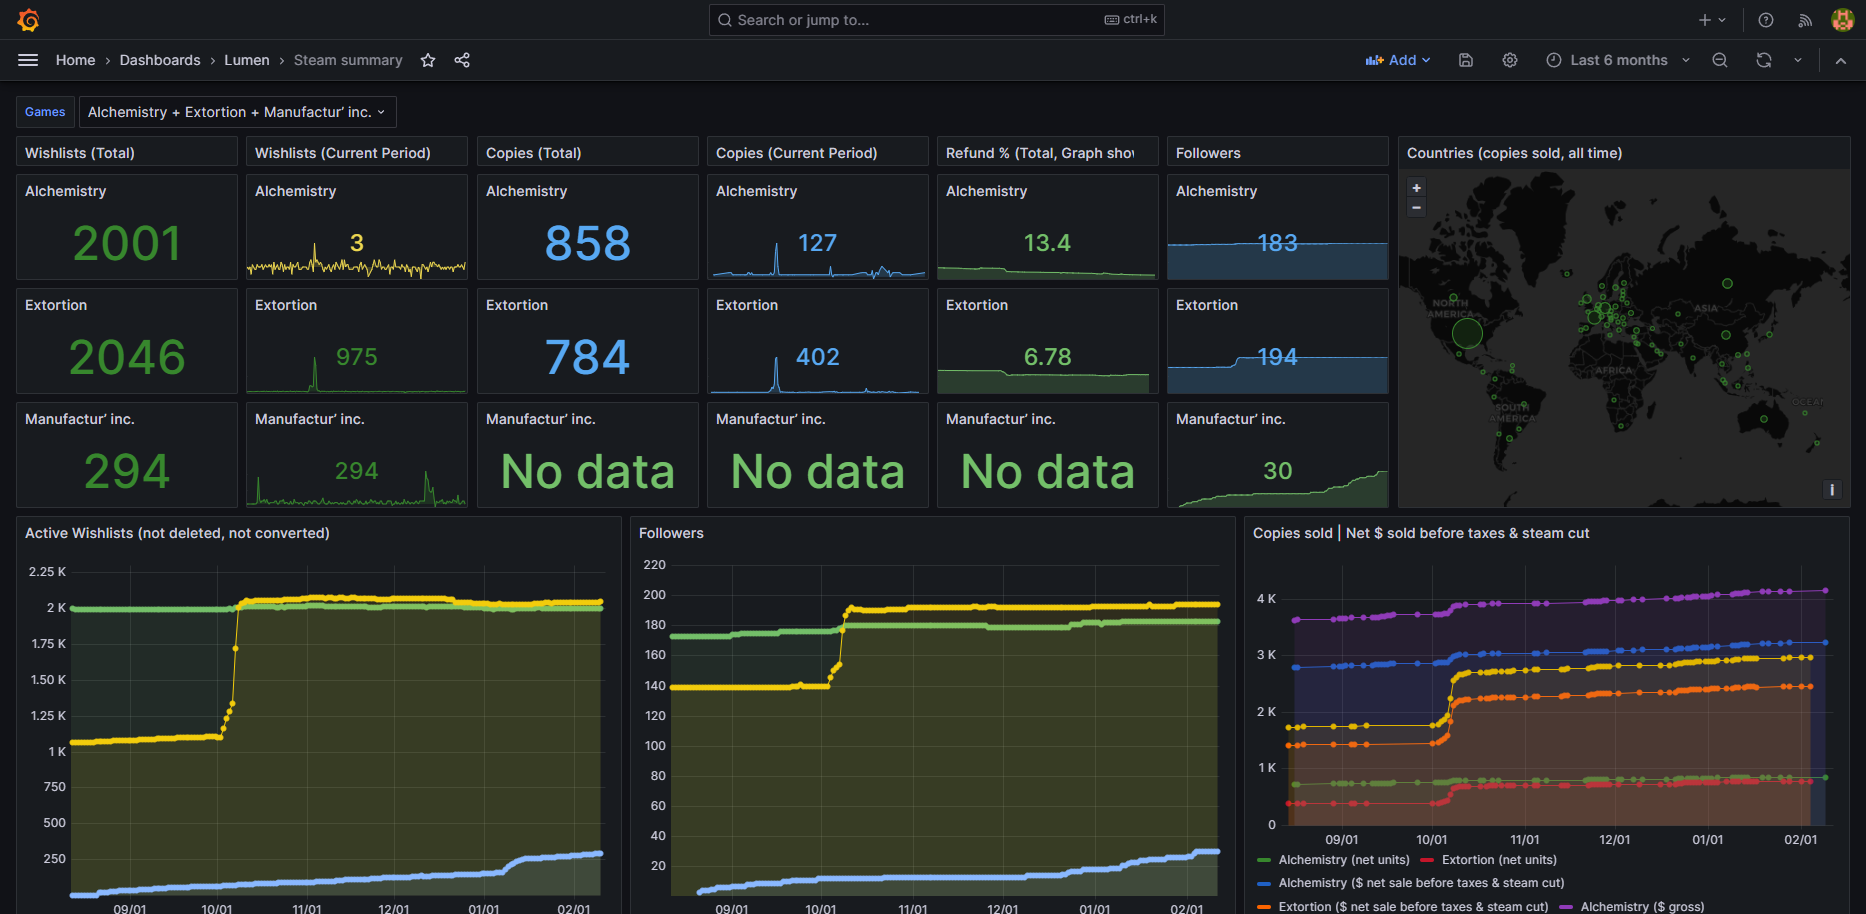 Search or jump to...
ctrl+k
Home › Dashboards › Lumen › Steam summary
Add
Last 6 months
Games
Alchemistry + Extortion + Manufactur’ inc.
Wishlists (Total)
Wishlists (Current Period)
Copies (Total)
Copies (Current Period)
Refund % (Total, Graph
Followers
Countries (copies sold, all time)
Alchemistry
2001
Alchemistry
3
Alchemistry
858
Alchemistry
127
Alchemistry
13.4
Alchemistry
183
Extortion
2046
Extortion
975
Extortion
784
Extortion
402
Extortion
6.78
Extortion
194
Manufactur’ inc.
294
Manufactur’ inc.
294
Manufactur’ inc.
No data
Manufactur’ inc.
No data
Manufactur’ inc.
No data
Manufactur’ inc.
30
+
−
NORTH
AMERICA
ASIA
AFRICA
SOUTH
AMERICA
i
Active Wishlists (not deleted, not converted)
2.25 K
2 K
1.75 K
1.50 K
1.25 K
1 K
750
500
250
09/01
10/01
11/01
12/01
01/01
02/01
Followers
220
200
180
160
140
120
100
80
60
40
20
09/01
10/01
11/01
12/01
01/01
02/01
Copies sold | Net $ sold before taxes & steam cut
4 K
3 K
2 K
1 K
0
09/01
10/01
11/01
12/01
01/01
02/01
Alchemistry (net units)
Extortion (net units)
Alchemistry ($ net sale before taxes & steam cut)
Extortion ($ net sale before taxes & steam cut)
Alchemistry ($ gross)